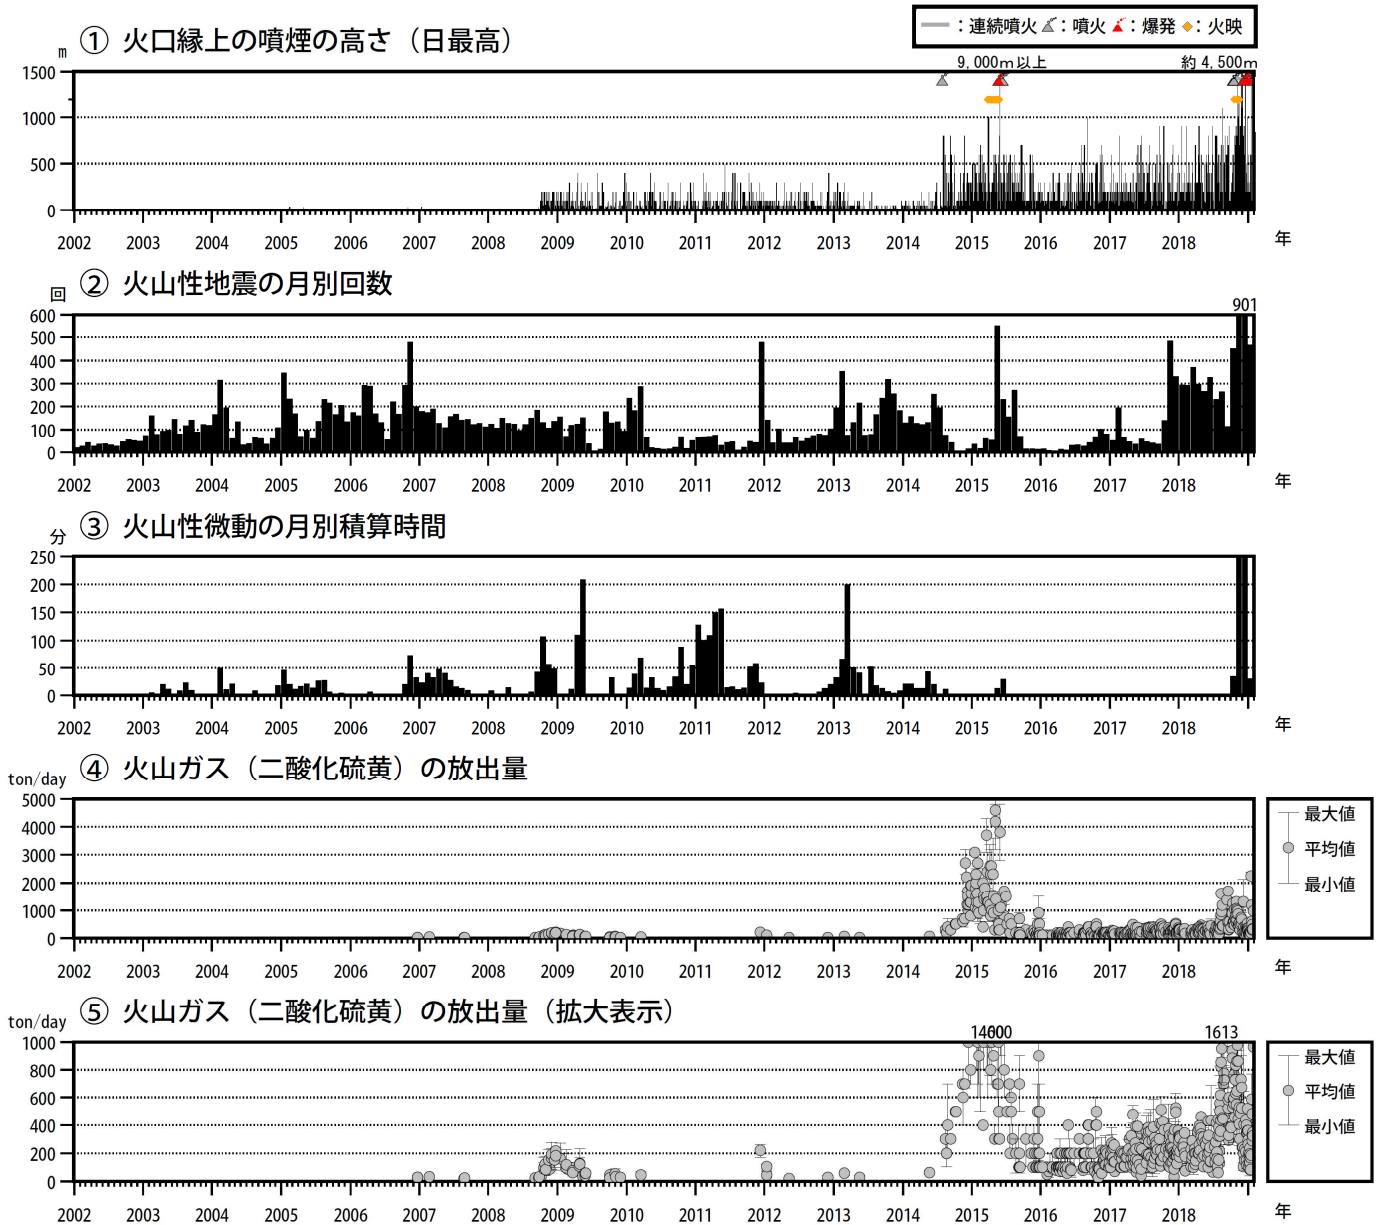 ① 火口縁上の噴煙の高さ（日最高）
：連続噴火 ：噴火 ：爆発 ：火映
m
9,000m以上 約4,500m
1500
1000
500
0
2002 2003 2004 2005 2006 2007 2008 2009 2010 2011 2012 2013 2014 2015 2016 2017 2018 年
② 火山性地震の月別回数
回
901
600
500
400
300
200
100
0
2002 2003 2004 2005 2006 2007 2008 2009 2010 2011 2012 2013 2014 2015 2016 2017 2018 年
③ 火山性微動の月別積算時間
分
250
200
150
100
50
0
2002 2003 2004 2005 2006 2007 2008 2009 2010 2011 2012 2013 2014 2015 2016 2017 2018 年
④ 火山ガス（二酸化硫黄）の放出量
ton/day
5000
4000
3000
2000
1000
0
最大値
平均値
最小値
2002 2003 2004 2005 2006 2007 2008 2009 2010 2011 2012 2013 2014 2015 2016 2017 2018 年
⑤ 火山ガス（二酸化硫黄）の放出量（拡大表示）
ton/day
1613
1000
800
600
400
200
0
最大値
平均値
最小値
2002 2003 2004 2005 2006 2007 2008 2009 2010 2011 2012 2013 2014 2015 2016 2017 2018 年